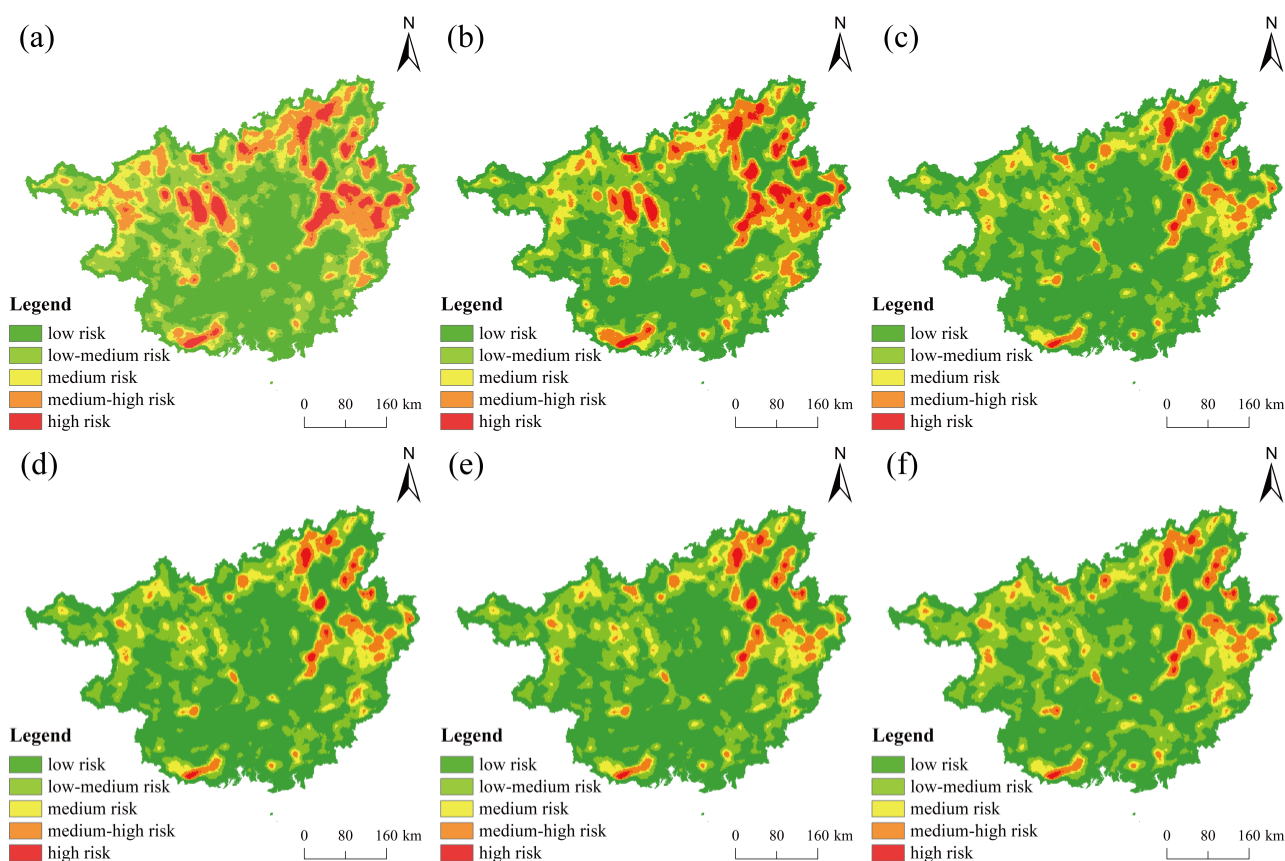 (a)
N
Legend
low risk
low-medium risk
medium risk
medium-high risk
high risk
0 80 160 km
(b)
N
Legend
low risk
low-medium risk
medium risk
medium-high risk
high risk
0 80 160 km
(c)
N
Legend
low risk
low-medium risk
medium risk
medium-high risk
high risk
0 80 160 km
(d)
N
Legend
low risk
low-medium risk
medium risk
medium-high risk
high risk
0 80 160 km
(e)
N
Legend
low risk
low-medium risk
medium risk
medium-high risk
high risk
0 80 160 km
(f)
N
Legend
low risk
low-medium risk
medium risk
medium-high risk
high risk
0 80 160 km